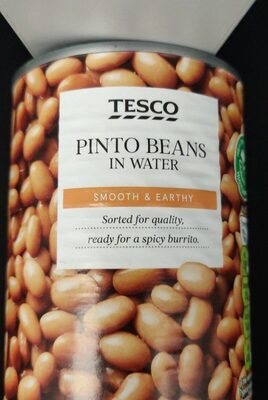 TESCO
PINTO BEANS
IN WATER
SMOOTH & EARTHY
Sorted for quality,
ready for a spicy burrito.